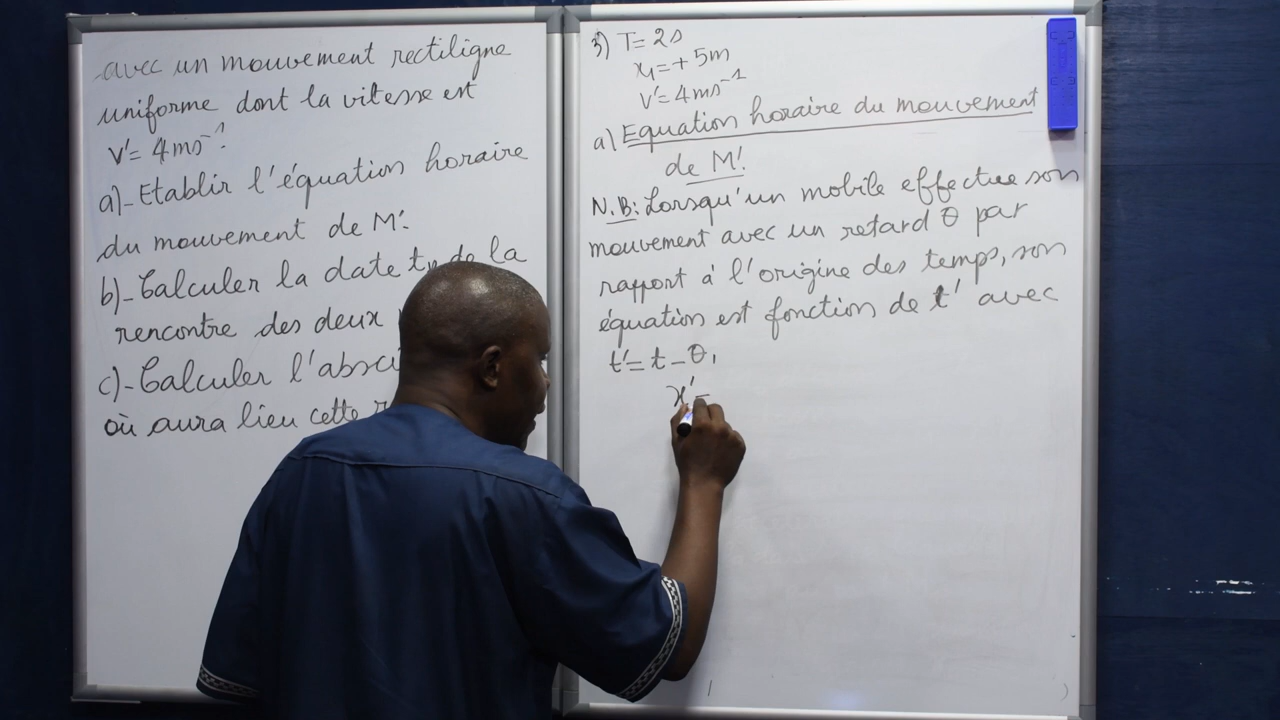 avec un mouvement rectiligne
uniforme dont la vitesse est
V'= 4ms⁻¹.
a)-Etablir l'équation horaire
du mouvement de M'.
b)-Calculer la date de la
rencontre des deux
c)-Calculer l'absci
où aura lieu cette r
3) T= 2s
x₁=+5m
V'= 4ms⁻¹
a) Equation horaire du mouvement
de M'.
N.B: Lorsqu'un mobile effectue son
mouvement avec un retard θ par
rapport à l'origine des temps, son
équation est fonction de t' avec
t'= t-θ,
x'=